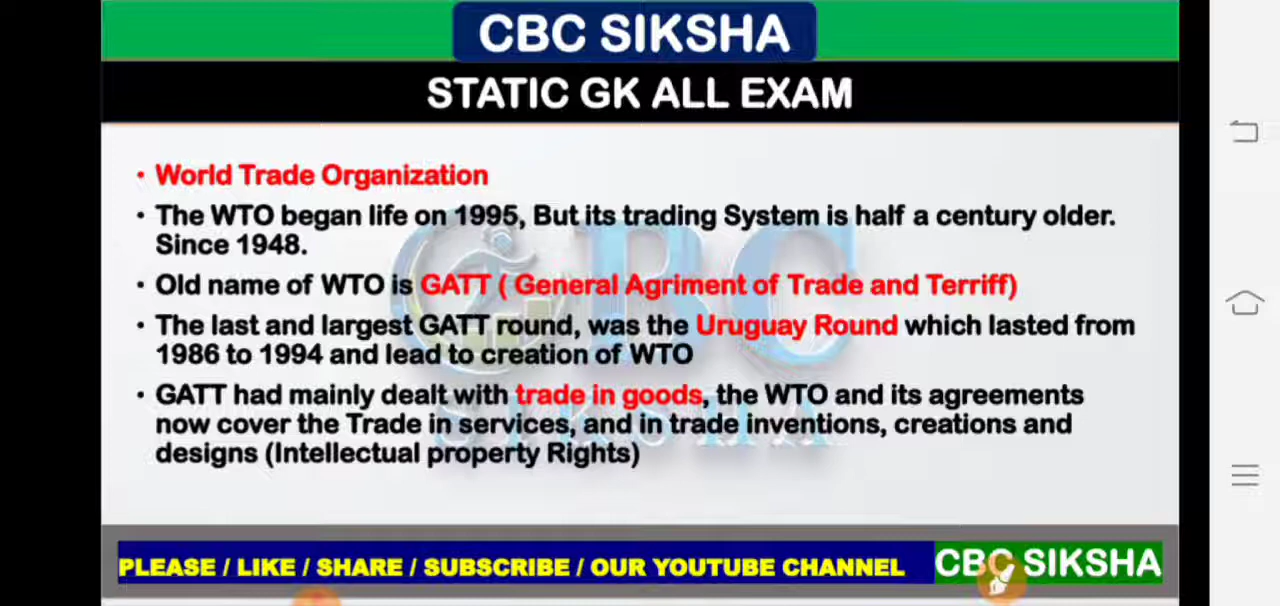 CBC SIKSHA
STATIC GK ALL EXAM
• World Trade Organization
• The WTO began life on 1995, But its trading System is half a century older.
Since 1948.
• Old name of WTO is GATT ( General Agriment of Trade and Terriff)
• The last and largest GATT round, was the Uruguay Round which lasted from
1986 to 1994 and lead to creation of WTO
• GATT had mainly dealt with trade in goods, the WTO and its agreements
now cover the Trade in services, and in trade inventions, creations and
designs (Intellectual property Rights)
CBC
SIKSHA
PLEASE / LIKE / SHARE / SUBSCRIBE / OUR YOUTUBE CHANNEL
CBC SIKSHA